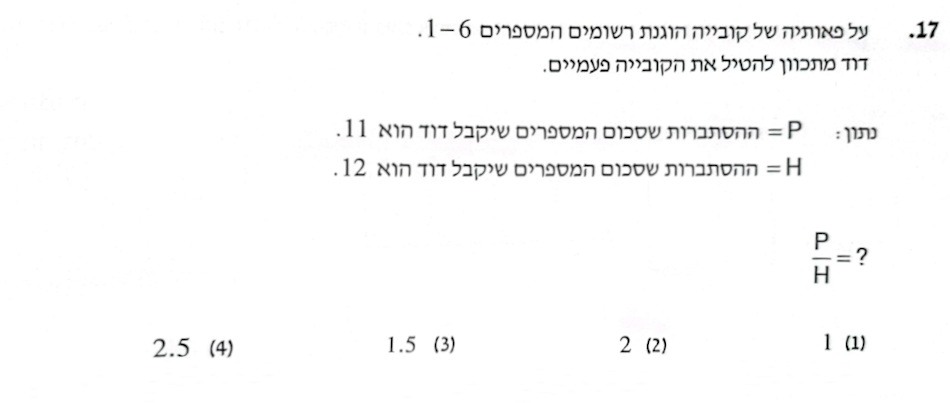 17. על פאותיה של קובייה הוגנת רשומים המספרים 1-6.
דוד מתכוון להטיל את הקובייה פעמיים.
נתון: P = ההסתברות שסכום המספרים שיקבל דוד הוא 11.
H = ההסתברות שסכום המספרים שיקבל דוד הוא 12.
P/H = ?
(1) 1 (2) 2 (3) 1.5 (4) 2.5